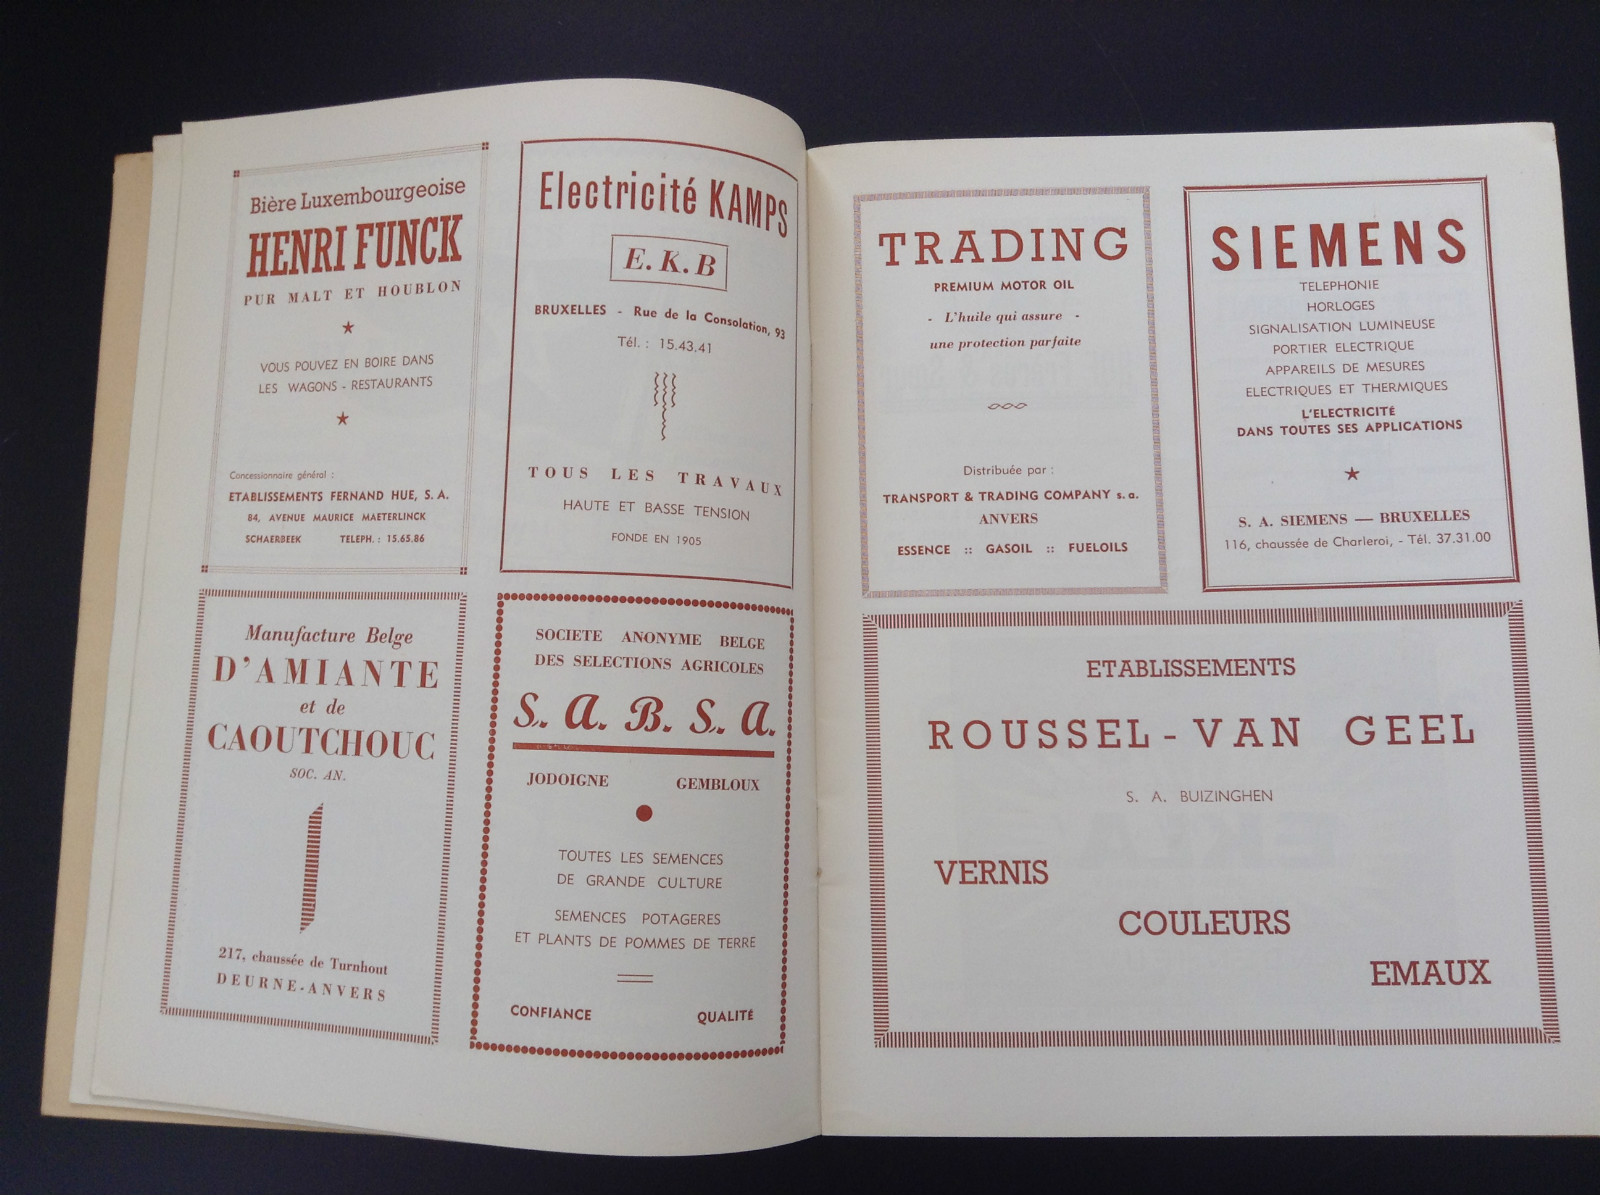 Bière Luxembourgeoise
HENRI FUNCK
PUR MALT ET HOUBLON
VOUS POUVEZ EN BOIRE DANS
LES WAGONS - RESTAURANTS
Concessionnaire général :
ETABLISSEMENTS FERNAND HUE, S. A.
84, AVENUE MAURICE MAETERLINCK
SCHAERBEEK TELEPH. : 15.65.86
Electricité KAMPS
E. K. B
BRUXELLES - Rue de la Consolation, 93
Tél. : 15.43.41
TOUS LES TRAVAUX
HAUTE ET BASSE TENSION
FONDE EN 1905
Manufacture Belge
D'AMIANTE
et de
CAOUTCHOUC
SOC. AN.
217, chaussée de Turnhout
DEURNE-ANVERS
SOCIETE ANONYME BELGE
DES SELECTIONS AGRICOLES
S. A. B. S. A.
JODOIGNE GEMBLOUX
TOUTES LES SEMENCES
DE GRANDE CULTURE
SEMENCES POTAGERES
ET PLANTS DE POMMES DE TERRE
CONFIANCE QUALITÉ
TRADING
PREMIUM MOTOR OIL
- L'huile qui assure -
une protection parfaite
Distribuée par :
TRANSPORT & TRADING COMPANY s. a.
ANVERS
ESSENCE :: GASOIL :: FUELOILS
SIEMENS
TELEPHONIE
HORLOGES
SIGNALISATION LUMINEUSE
PORTIER ELECTRIQUE
APPAREILS DE MESURES
ELECTRIQUES ET THERMIQUES
L'ELECTRICITÉ
DANS TOUTES SES APPLICATIONS
S. A. SIEMENS — BRUXELLES
116, chaussée de Charleroi, - Tél. 37.31.00
ETABLISSEMENTS
ROUSSEL-VAN GEEL
S. A. BUIZINGHEN
VERNIS
COULEURS
EMAUX